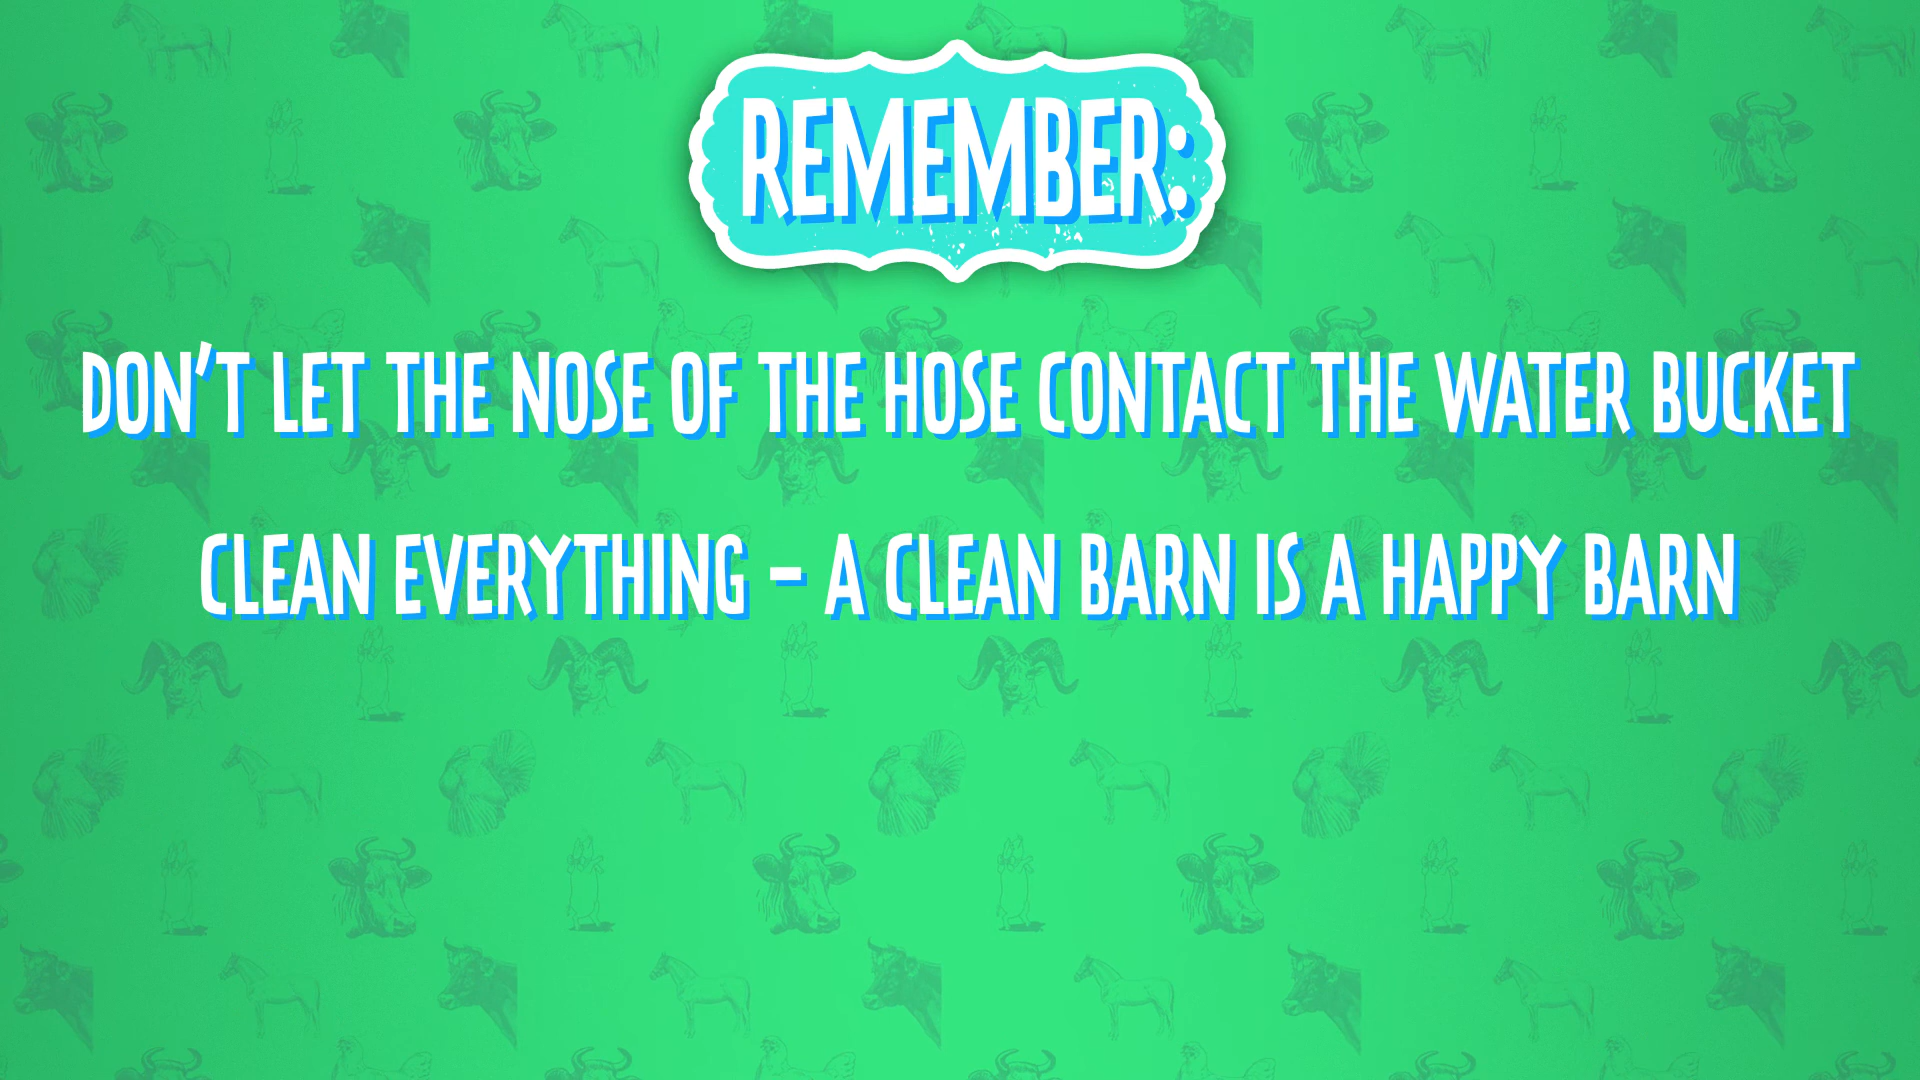 REMEMBER:
DON'T LET THE NOSE OF THE HOSE CONTACT THE WATER BUCKET
CLEAN EVERYTHING – A CLEAN BARN IS A HAPPY BARN